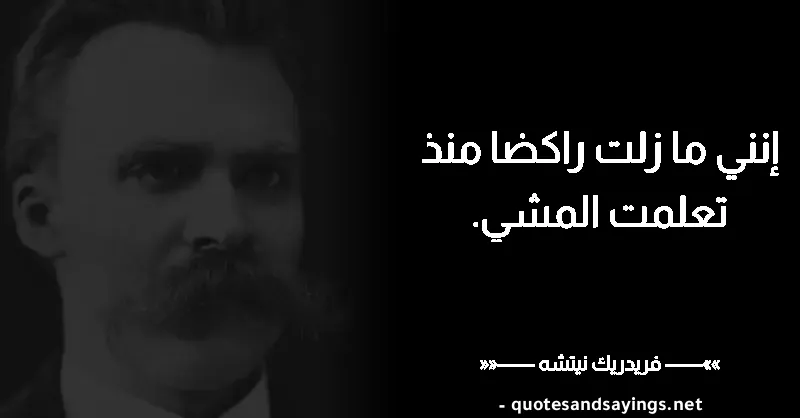 إنني ما زلت راكضا منذ
تعلمت المشي.
«»—— فريدريك نيتشه ——«»
- quotesandsayings.net